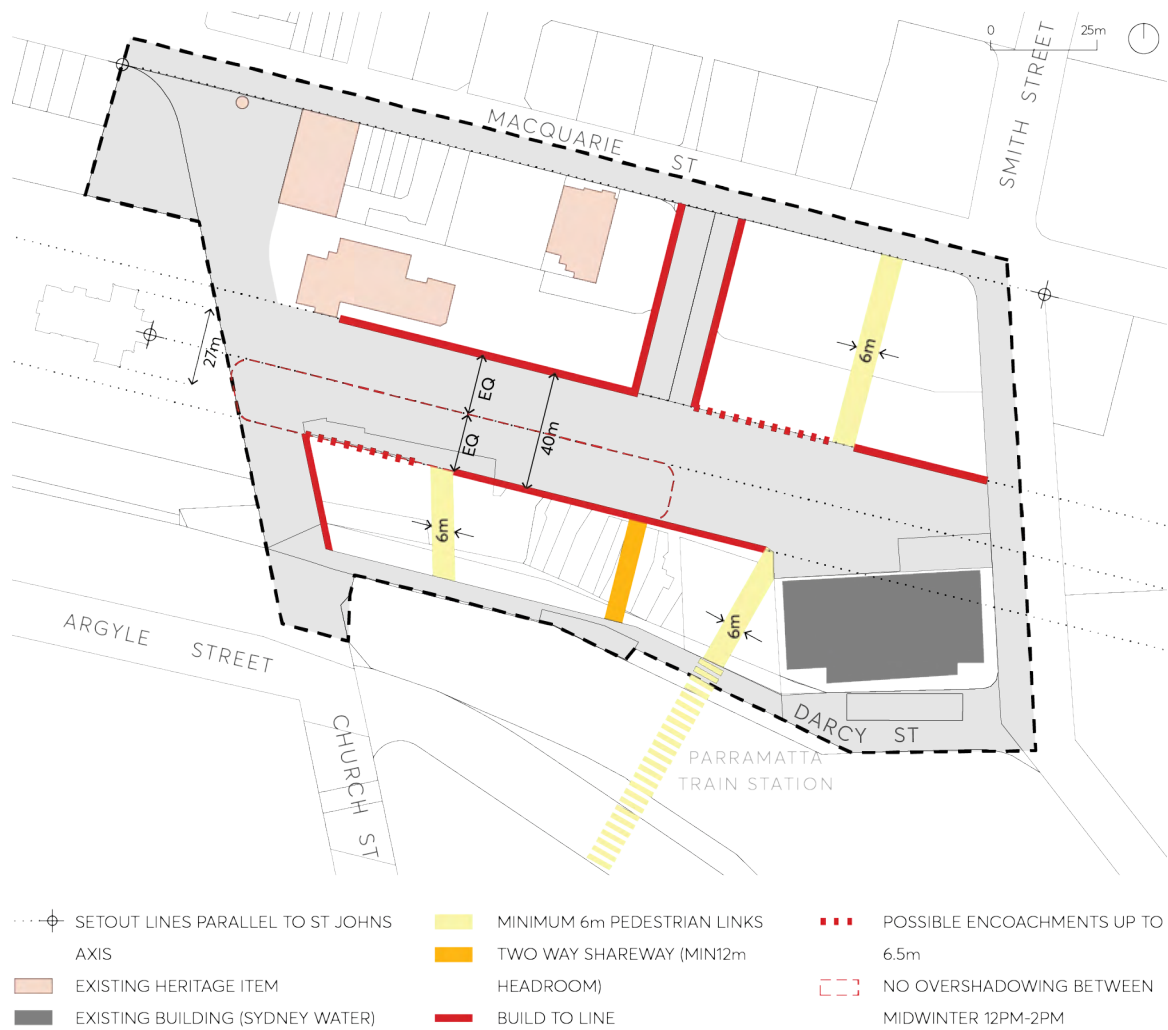 0 25m
SMITH STREET
MACQUARIE ST
6m
27m
EQ
40m
EQ
6m
6m
ARGYLE STREET
CHURCH ST
DARCY ST
PARRAMATTA
TRAIN STATION
SETOUT LINES PARALLEL TO ST JOHNS
AXIS
EXISTING HERITAGE ITEM
EXISTING BUILDING (SYDNEY WATER)
MINIMUM 6m PEDESTRIAN LINKS
TWO WAY SHAREWAY (MIN12m
HEADROOM)
BUILD TO LINE
POSSIBLE ENCOACHMENTS UP TO
6.5m
NO OVERSHADOWING BETWEEN
MIDWINTER 12PM-2PM